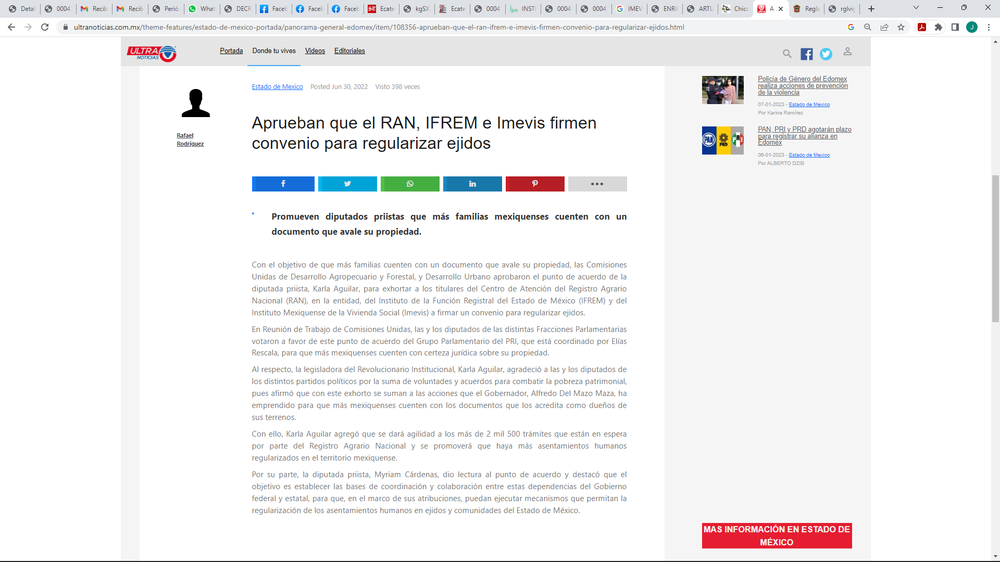 Detal
0004
Recib
Recib
Perió
What
DECR
Faceb
Faceb
Faceb
Ecate
kgSX
Ecate
0004
INSTI
0004
0004
IMEV
ENRI
ARTU
Chico
A
Regla
rglvig
ultranoticias.com.mx/theme-features/estado-de-mexico-portada/panorama-general-edomex/item/108356-aprueban-que-el-ran-ifrem-e-imevis-firmen-convenio-para-regularizar-ejidos.html
J
ULTRA
NOTICIAS
Portada
Donde tu vives
Videos
Editoriales
Rafael
Rodríguez
Estado de Mexico Posted Jun 30, 2022 Visto 398 veces
Aprueban que el RAN, IFREM e Imevis firmen
convenio para regularizar ejidos
Promueven diputados priistas que más familias mexiquenses cuenten con un
documento que avale su propiedad.
Con el objetivo de que más familias cuenten con un documento que avale su propiedad, las Comisiones
Unidas de Desarrollo Agropecuario y Forestal, y Desarrollo Urbano aprobaron el punto de acuerdo de la
diputada priista, Karla Aguilar, para exhortar a los titulares del Centro de Atención del Registro Agrario
Nacional (RAN), en la entidad, del Instituto de la Función Registral del Estado de México (IFREM) y del
Instituto Mexiquense de la Vivienda Social (Imevis) a firmar un convenio para regularizar ejidos.
En Reunión de Trabajo de Comisiones Unidas, las y los diputados de las distintas Fracciones Parlamentarias
votaron a favor de este punto de acuerdo del Grupo Parlamentario del PRI, que está coordinado por Elías
Rescala, para que más mexiquenses cuenten con certeza jurídica sobre su propiedad.
Al respecto, la legisladora del Revolucionario Institucional, Karla Aguilar, agradeció a las y los diputados de
los distintos partidos políticos por la suma de voluntades y acuerdos para combatir la pobreza patrimonial,
pues afirmó que con este exhorto se suman a las acciones que el Gobernador, Alfredo Del Mazo Maza, ha
emprendido para que más mexiquenses cuenten con los documentos que los acredita como dueños de
sus terrenos.
Con ello, Karla Aguilar agregó que se dará agilidad a los más de 2 mil 500 trámites que están en espera
por parte del Registro Agrario Nacional y se promoverá que haya más asentamientos humanos
regularizados en el territorio mexiquense.
Por su parte, la diputada priista, Myriam Cárdenas, dio lectura al punto de acuerdo y destacó que el
objetivo es establecer las bases de coordinación y colaboración entre estas dependencias del Gobierno
federal y estatal, para que, en el marco de sus atribuciones, puedan ejecutar mecanismos que permitan la
regularización de los asentamientos humanos en ejidos y comunidades del Estado de México.
Policía de Género del Edomex
realiza acciones de prevención
de la violencia
07-01-2023 - Estado de Mexico
Por Karina Ramírez
PAN
PRD
PRI
PAN, PRI y PRD agotarán plazo
para registrar su alianza en
Edoméx
06-01-2023 - Estado de Mexico
Por ALBERTO DZIB
MAS INFORMACIÓN EN ESTADO DE
MÉXICO